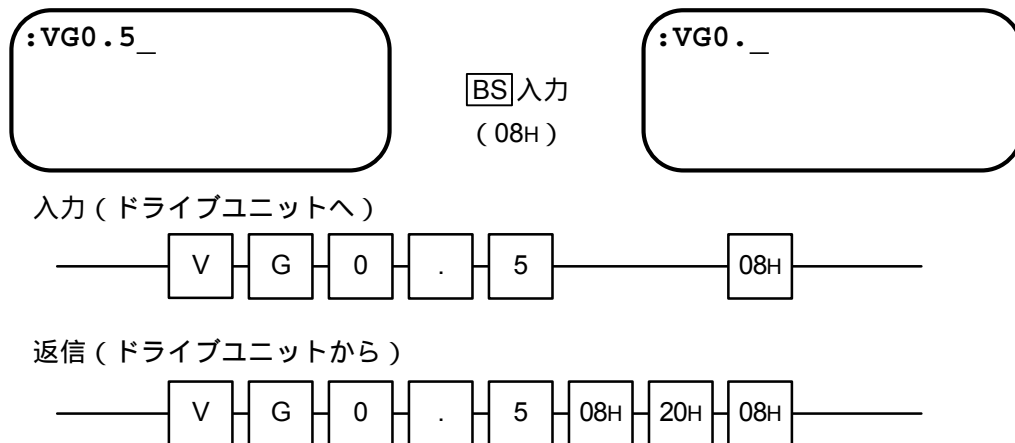 :VG0.5_
:VG0._
BS入力
(08H)
入力(ドライブユニットへ)
V G 0 . 5 08H
返信(ドライブユニットから)
V G 0 . 5 08H 20H 08H